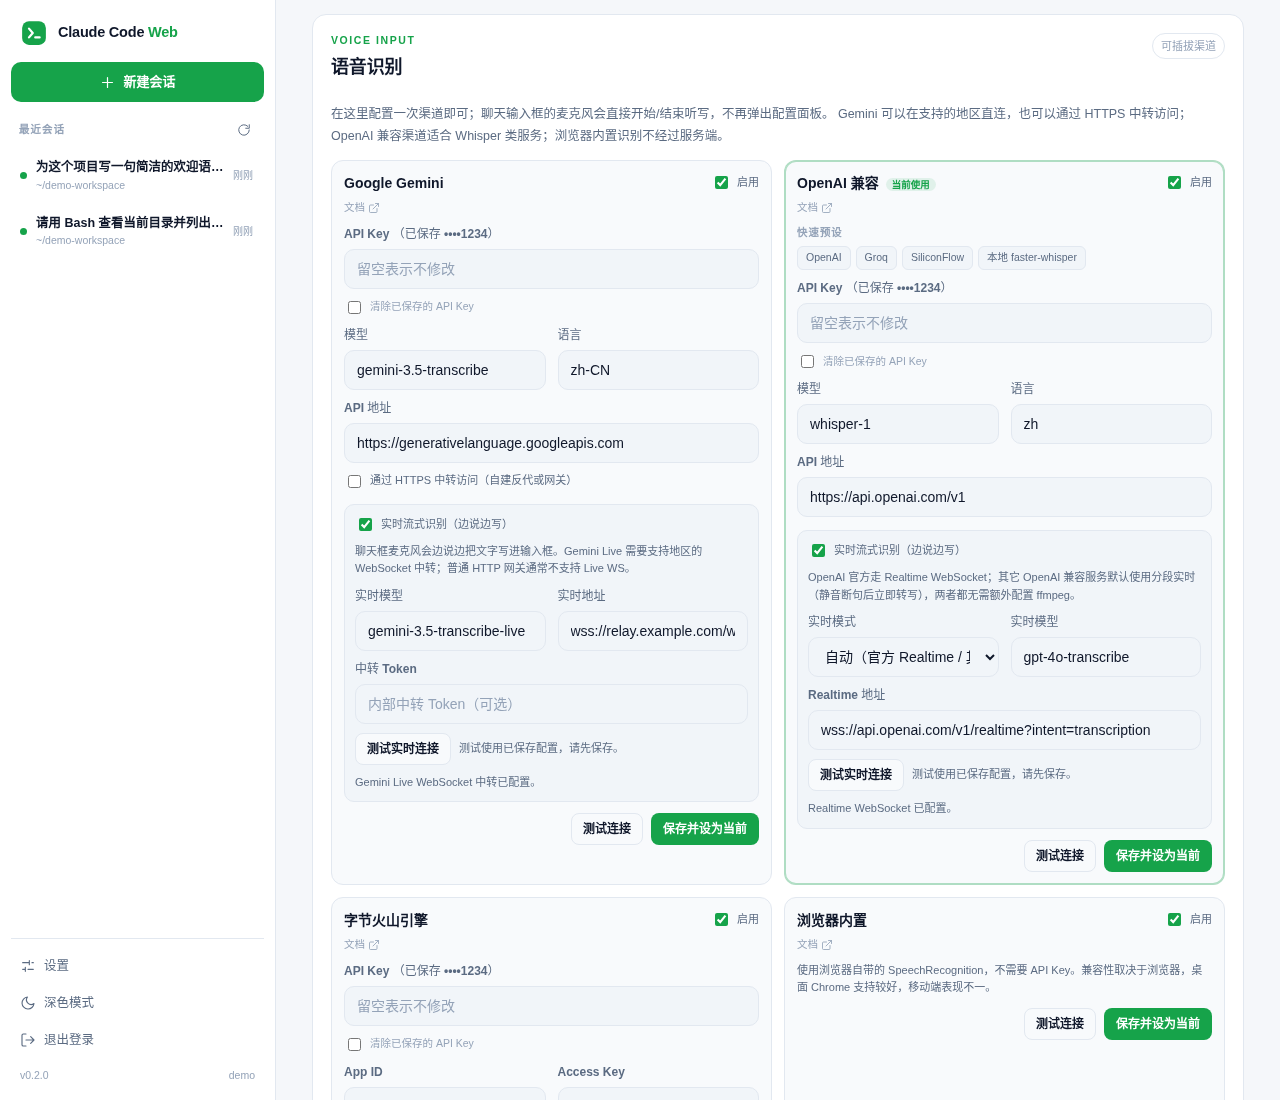 Claude Code Web
新建会话
最近会话
为这个项目写一句简洁的欢迎语…
刚刚
~/demo-workspace
请用 Bash 查看当前目录并列出…
刚刚
~/demo-workspace
设置
深色模式
退出登录
v0.2.0
demo
VOICE INPUT
可插拔渠道
语音识别
在这里配置一次渠道即可；聊天输入框的麦克风会直接开始/结束听写，不再弹出配置面板。 Gemini 可以在支持的地区直连，也可以通过 HTTPS 中转访问；
OpenAI 兼容渠道适合 Whisper 类服务；浏览器内置识别不经过服务端。
Google Gemini
启用
文档
API Key （已保存 ••••1234）
留空表示不修改
清除已保存的 API Key
模型
语言
gemini-3.5-transcribe
zh-CN
API 地址
https://generativelanguage.googleapis.com
通过 HTTPS 中转访问（自建反代或网关）
实时流式识别（边说边写）
聊天框麦克风会边说边把文字写进输入框。Gemini Live 需要支持地区的
WebSocket 中转；普通 HTTP 网关通常不支持 Live WS。
实时模型
实时地址
gemini-3.5-transcribe-live
wss://relay.example.com/w
中转 Token
内部中转 Token（可选）
测试实时连接
测试使用已保存配置，请先保存。
Gemini Live WebSocket 中转已配置。
测试连接
保存并设为当前
OpenAI 兼容
当前使用
启用
文档
快速预设
OpenAI
Groq
SiliconFlow
本地 faster-whisper
API Key （已保存 ••••1234）
留空表示不修改
清除已保存的 API Key
模型
语言
whisper-1
zh
API 地址
https://api.openai.com/v1
实时流式识别（边说边写）
OpenAI 官方走 Realtime WebSocket；其它 OpenAI 兼容服务默认使用分段实时
（静音断句后立即转写），两者都无需额外配置 ffmpeg。
实时模式
实时模型
自动（官方 Realtime /
gpt-4o-transcribe
Realtime 地址
wss://api.openai.com/v1/realtime?intent=transcription
测试实时连接
测试使用已保存配置，请先保存。
Realtime WebSocket 已配置。
测试连接
保存并设为当前
字节火山引擎
启用
文档
API Key （已保存 ••••1234）
留空表示不修改
清除已保存的 API Key
App ID
Access Key
浏览器内置
启用
文档
使用浏览器自带的 SpeechRecognition，不需要 API Key。兼容性取决于浏览器，桌
面 Chrome 支持较好，移动端表现不一。
测试连接
保存并设为当前